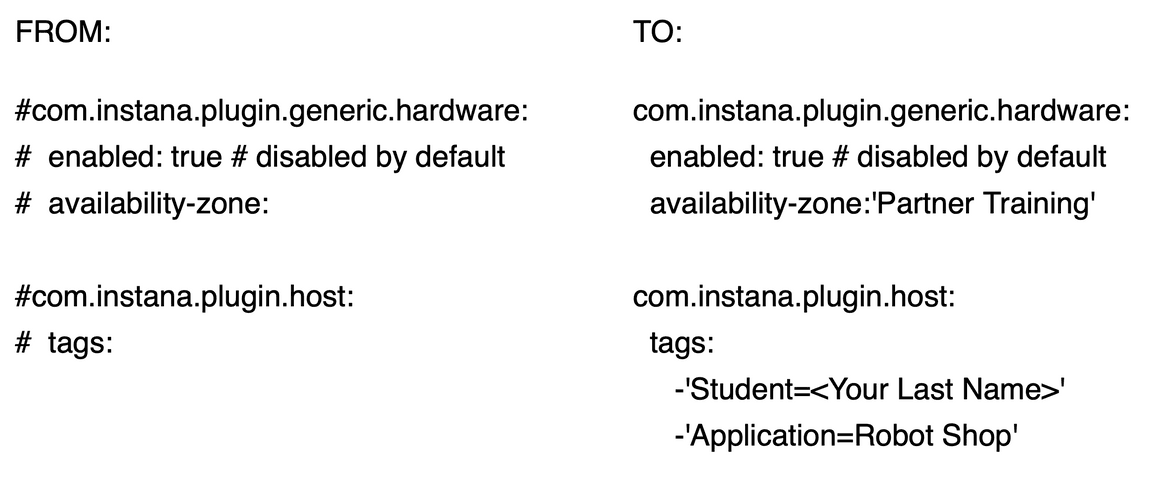 FROM:
#com.instana.plugin.generic.hardware:
#  enabled: true # disabled by default
#  availability-zone:
#com.instana.plugin.host:
#  tags:
TO:
com.instana.plugin.generic.hardware:
  enabled: true # disabled by default
  availability-zone:'Partner Training'
com.instana.plugin.host:
  tags:
     -'Student=<Your Last Name>'
     -'Application=Robot Shop'